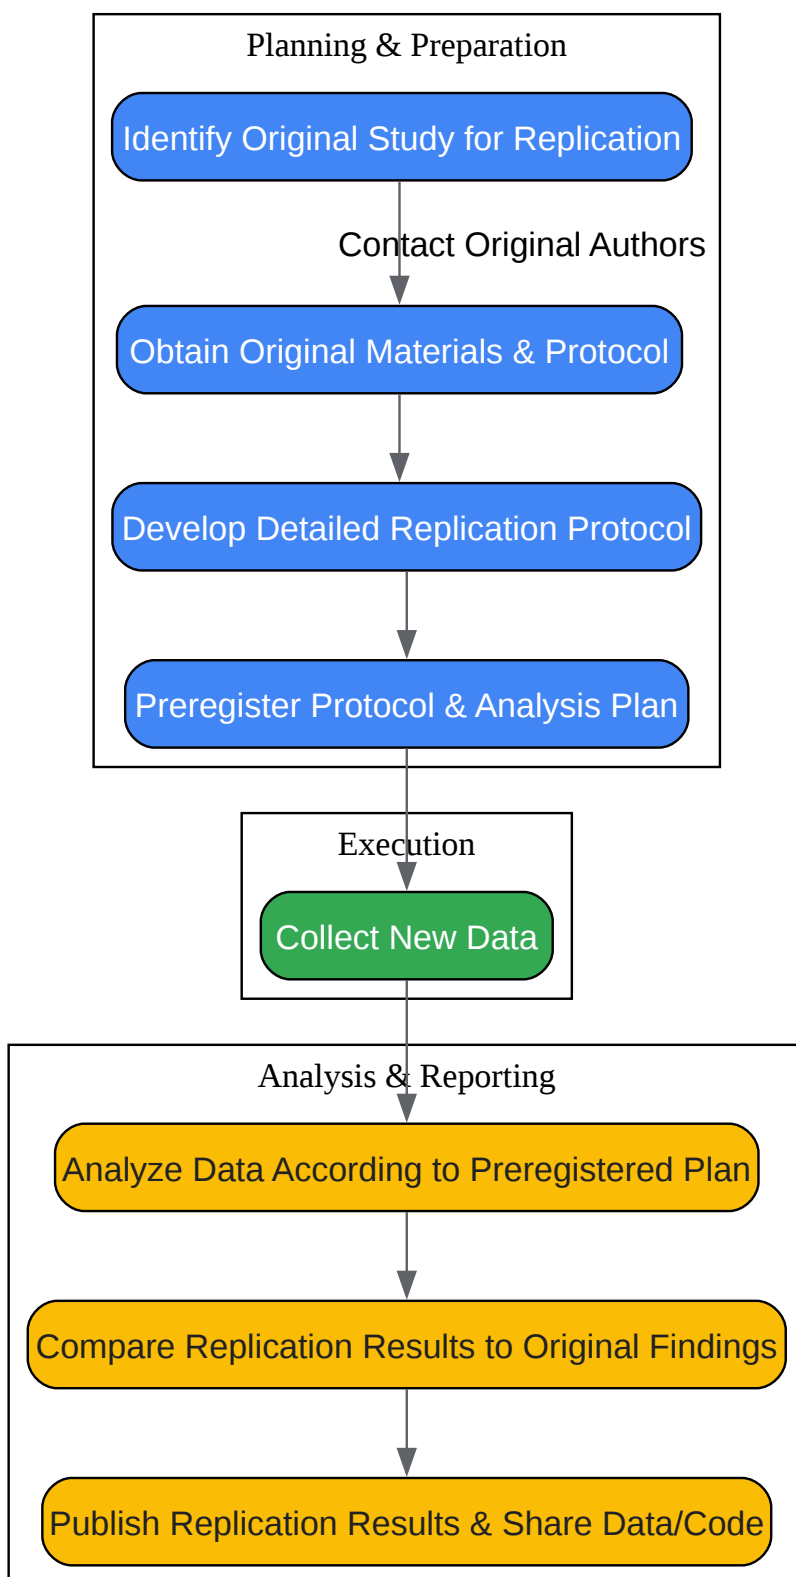 Planning & Preparation
Identify Original Study for Replication
Contact Original Authors
Obtain Original Materials & Protocol
Develop Detailed Replication Protocol
Preregister Protocol & Analysis Plan
Execution
Collect New Data
Analysis & Reporting
Analyze Data According to Preregistered Plan
Compare Replication Results to Original Findings
Publish Replication Results & Share Data/Code